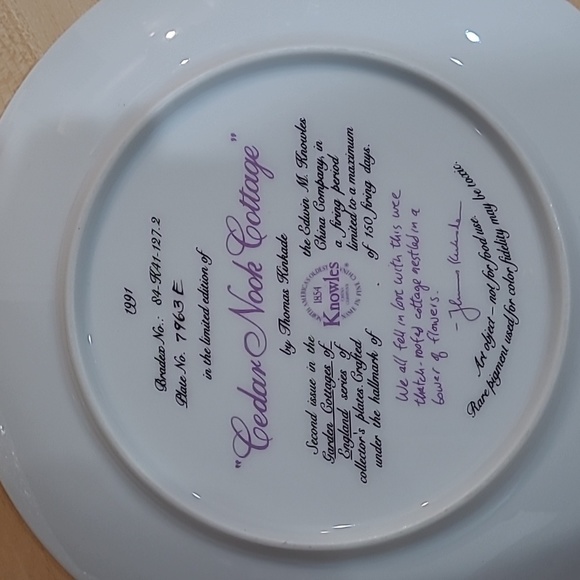 1991
Bradex No.: 84-K41-127.2
Plate No. 7963E
in the limited edition of
"Cedar Nook Cottage"
by Thomas Kinkade
Second issue in the
Garden Cottages of
England series of
collector's plates Crafted
under the hallmark of
1854
Knowles
the Edwin M. Knowles
China Company, in
a firing period
limited to a maximum
of 150 firing days.
We all fell in love with this wee
thatch-roofed cottage nestled in a
bower of flowers.
- Thomas Kinkade
Art object – not for food use.
Rare pigment used for color fidelity may be toxic.